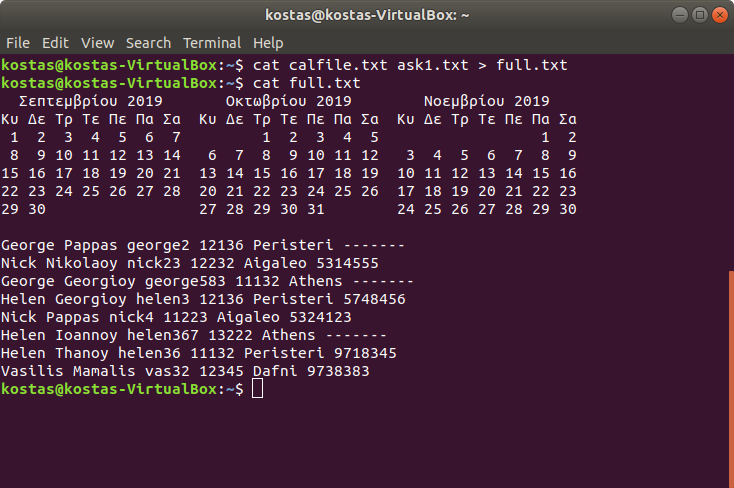 kostas@kostas-VirtualBox: ~
File Edit View Search Terminal Help
kostas@kostas-VirtualBox:~$ cat calfile.txt ask1.txt > full.txt
kostas@kostas-VirtualBox:~$ cat full.txt
  Σεπτεμβρίου 2019       Οκτωβρίου 2019        Νοεμβρίου 2019
Κυ Δε Τρ Τε Πε Πα Σα  Κυ Δε Τρ Τε Πε Πα Σα  Κυ Δε Τρ Τε Πε Πα Σα
 1  2  3  4  5  6  7         1  2  3  4  5                  1  2
 8  9 10 11 12 13 14   6  7  8  9 10 11 12   3  4  5  6  7  8  9
15 16 17 18 19 20 21  13 14 15 16 17 18 19  10 11 12 13 14 15 16
22 23 24 25 26 27 28  20 21 22 23 24 25 26  17 18 19 20 21 22 23
29 30                 27 28 29 30 31        24 25 26 27 28 29 30
George Pappas george2 12136 Peristeri -------
Nick Nikolaoy nick23 12232 Aigaleo 5314555
George Georgioy george583 11132 Athens -------
Helen Georgioy helen3 12136 Peristeri 5748456
Nick Pappas nick4 11223 Aigaleo 5324123
Helen Ioannoy helen367 13222 Athens -------
Helen Thanoy helen36 11132 Peristeri 9718345
Vasilis Mamalis vas32 12345 Dafni 9738383
kostas@kostas-VirtualBox:~$